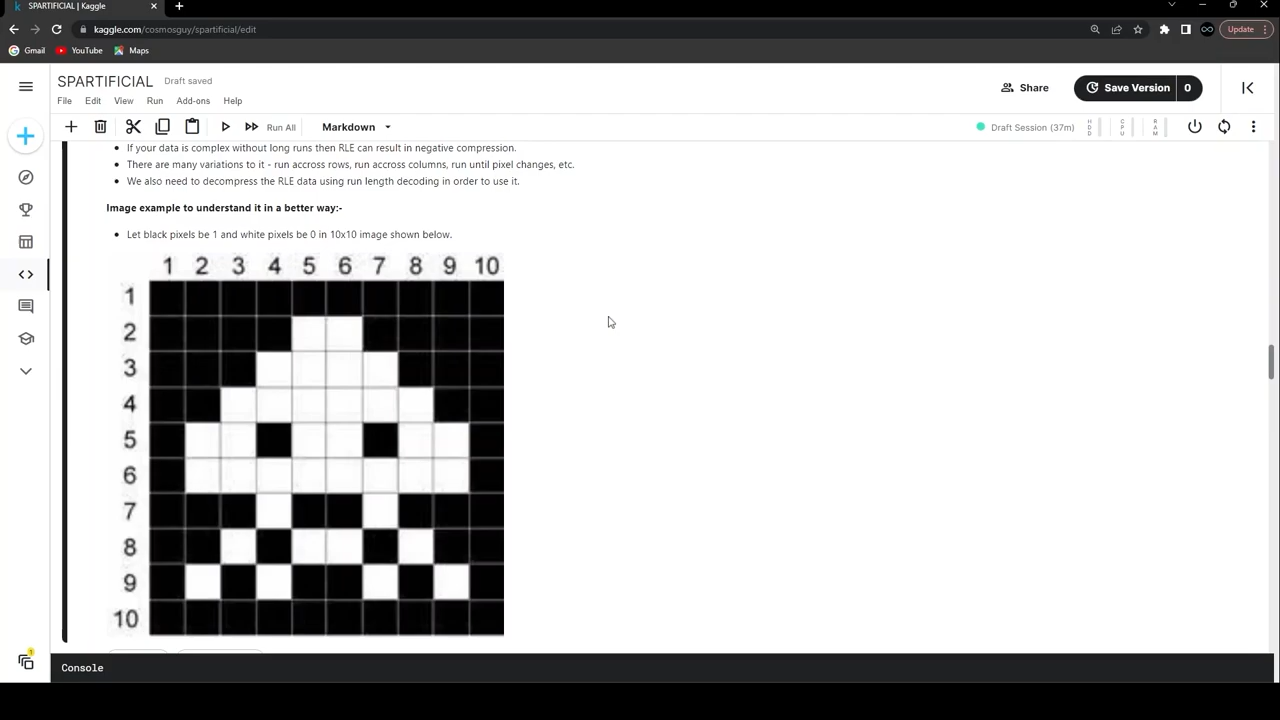 SPARTIFICIAL | Kaggle
kaggle.com/cosmosguy/spartificial/edit
Update
Gmail YouTube Maps
SPARTIFICIAL Draft saved
Share Save Version 0
File Edit View Run Add-ons Help
Run All Markdown Draft Session (37m) HDD CPU RAM
If your data is complex without long runs then RLE can result in negative compression.
There are many variations to it - run accross rows, run accross columns, run until pixel changes, etc.
We also need to decompress the RLE data using run length decoding in order to use it.
Image example to understand it in a better way:-
Let black pixels be 1 and white pixels be 0 in 10x10 image shown below.
1 2 3 4 5 6 7 8 9 10
1
2
3
4
5
6
7
8
9
10
1
Console